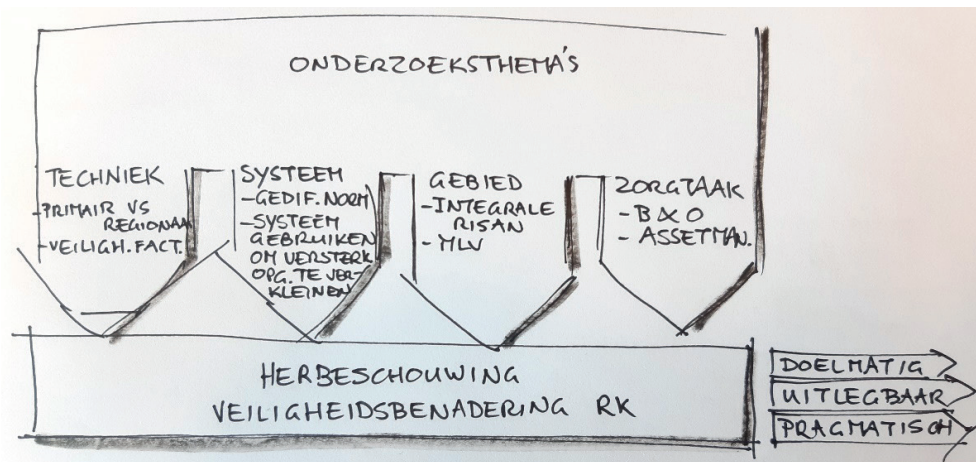 ONDERZOEKSTHEMA'S
TECHNIEK
-PRIMAIR VS
REGIONAA
-VEILIGH. FACT.
SYSTEEM
-GEDIF. NORM
-SYSTEEM
GEBRUIKEN
OM VERSTERK
OPG. TE VER-
KLEINEN
GEBIED
-INTEGRALE
RISAN
-MLV
ZORGTAAK
- B&O
- ASSETMAN.
HERBESCHOUWING
VEILIGHEIDSBENADERING RK
DOELMATIG
UITLEGBAAR
PRAGMATISCH